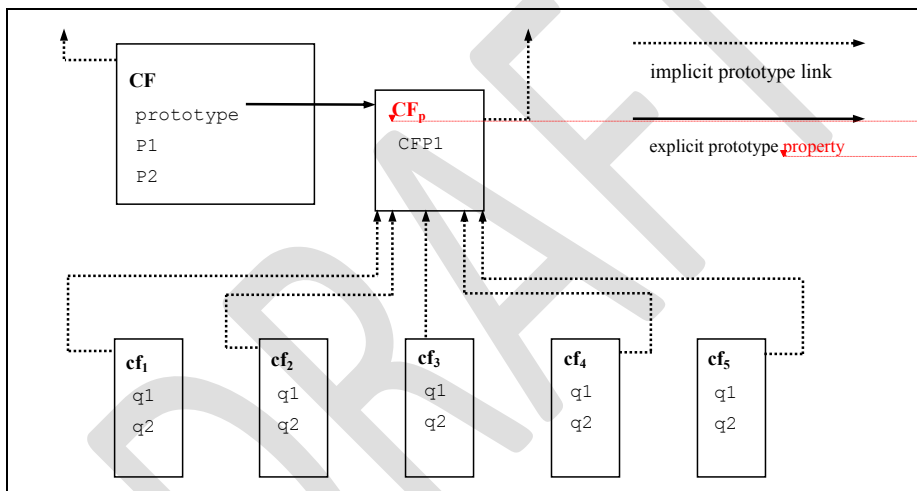 CF
prototype
P1
P2
CFp
CFP1
implicit prototype link
explicit prototype property
cf1
q1
q2
cf2
q1
q2
cf3
q1
q2
cf4
q1
q2
cf5
q1
q2
DRAFT